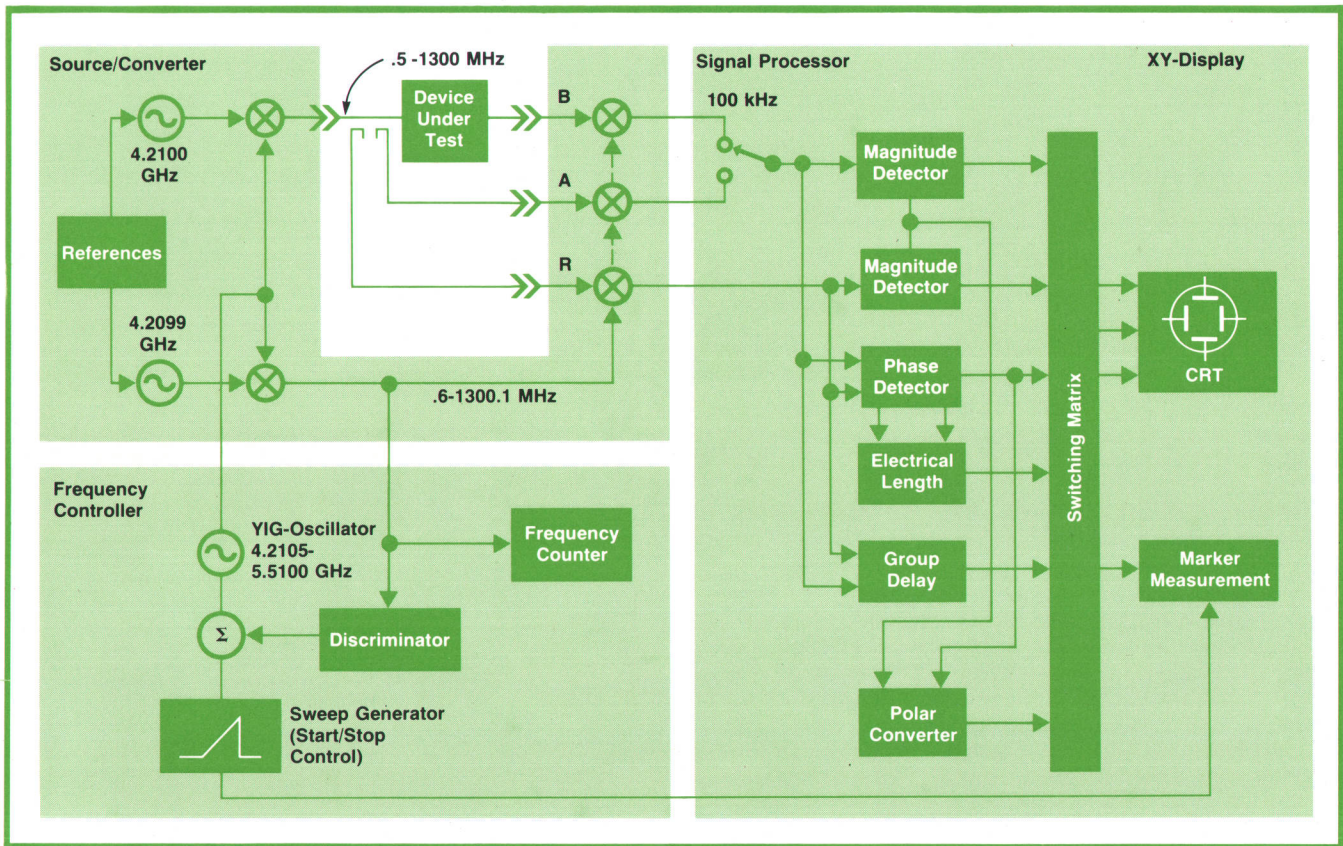 Source/Converter
.5 -1300 MHz
Device
Under
Test
B
A
R
4.2100
GHz
References
4.2099
GHz
.6-1300.1 MHz
Frequency
Controller
YIG-Oscillator
4.2105-
5.5100 GHz
Frequency
Counter
Σ
Discriminator
Sweep Generator
(Start/Stop
Control)
Signal Processor
XY-Display
100 kHz
Magnitude
Detector
Magnitude
Detector
Phase
Detector
Electrical
Length
Group
Delay
Polar
Converter
Switching Matrix
CRT
Marker
Measurement